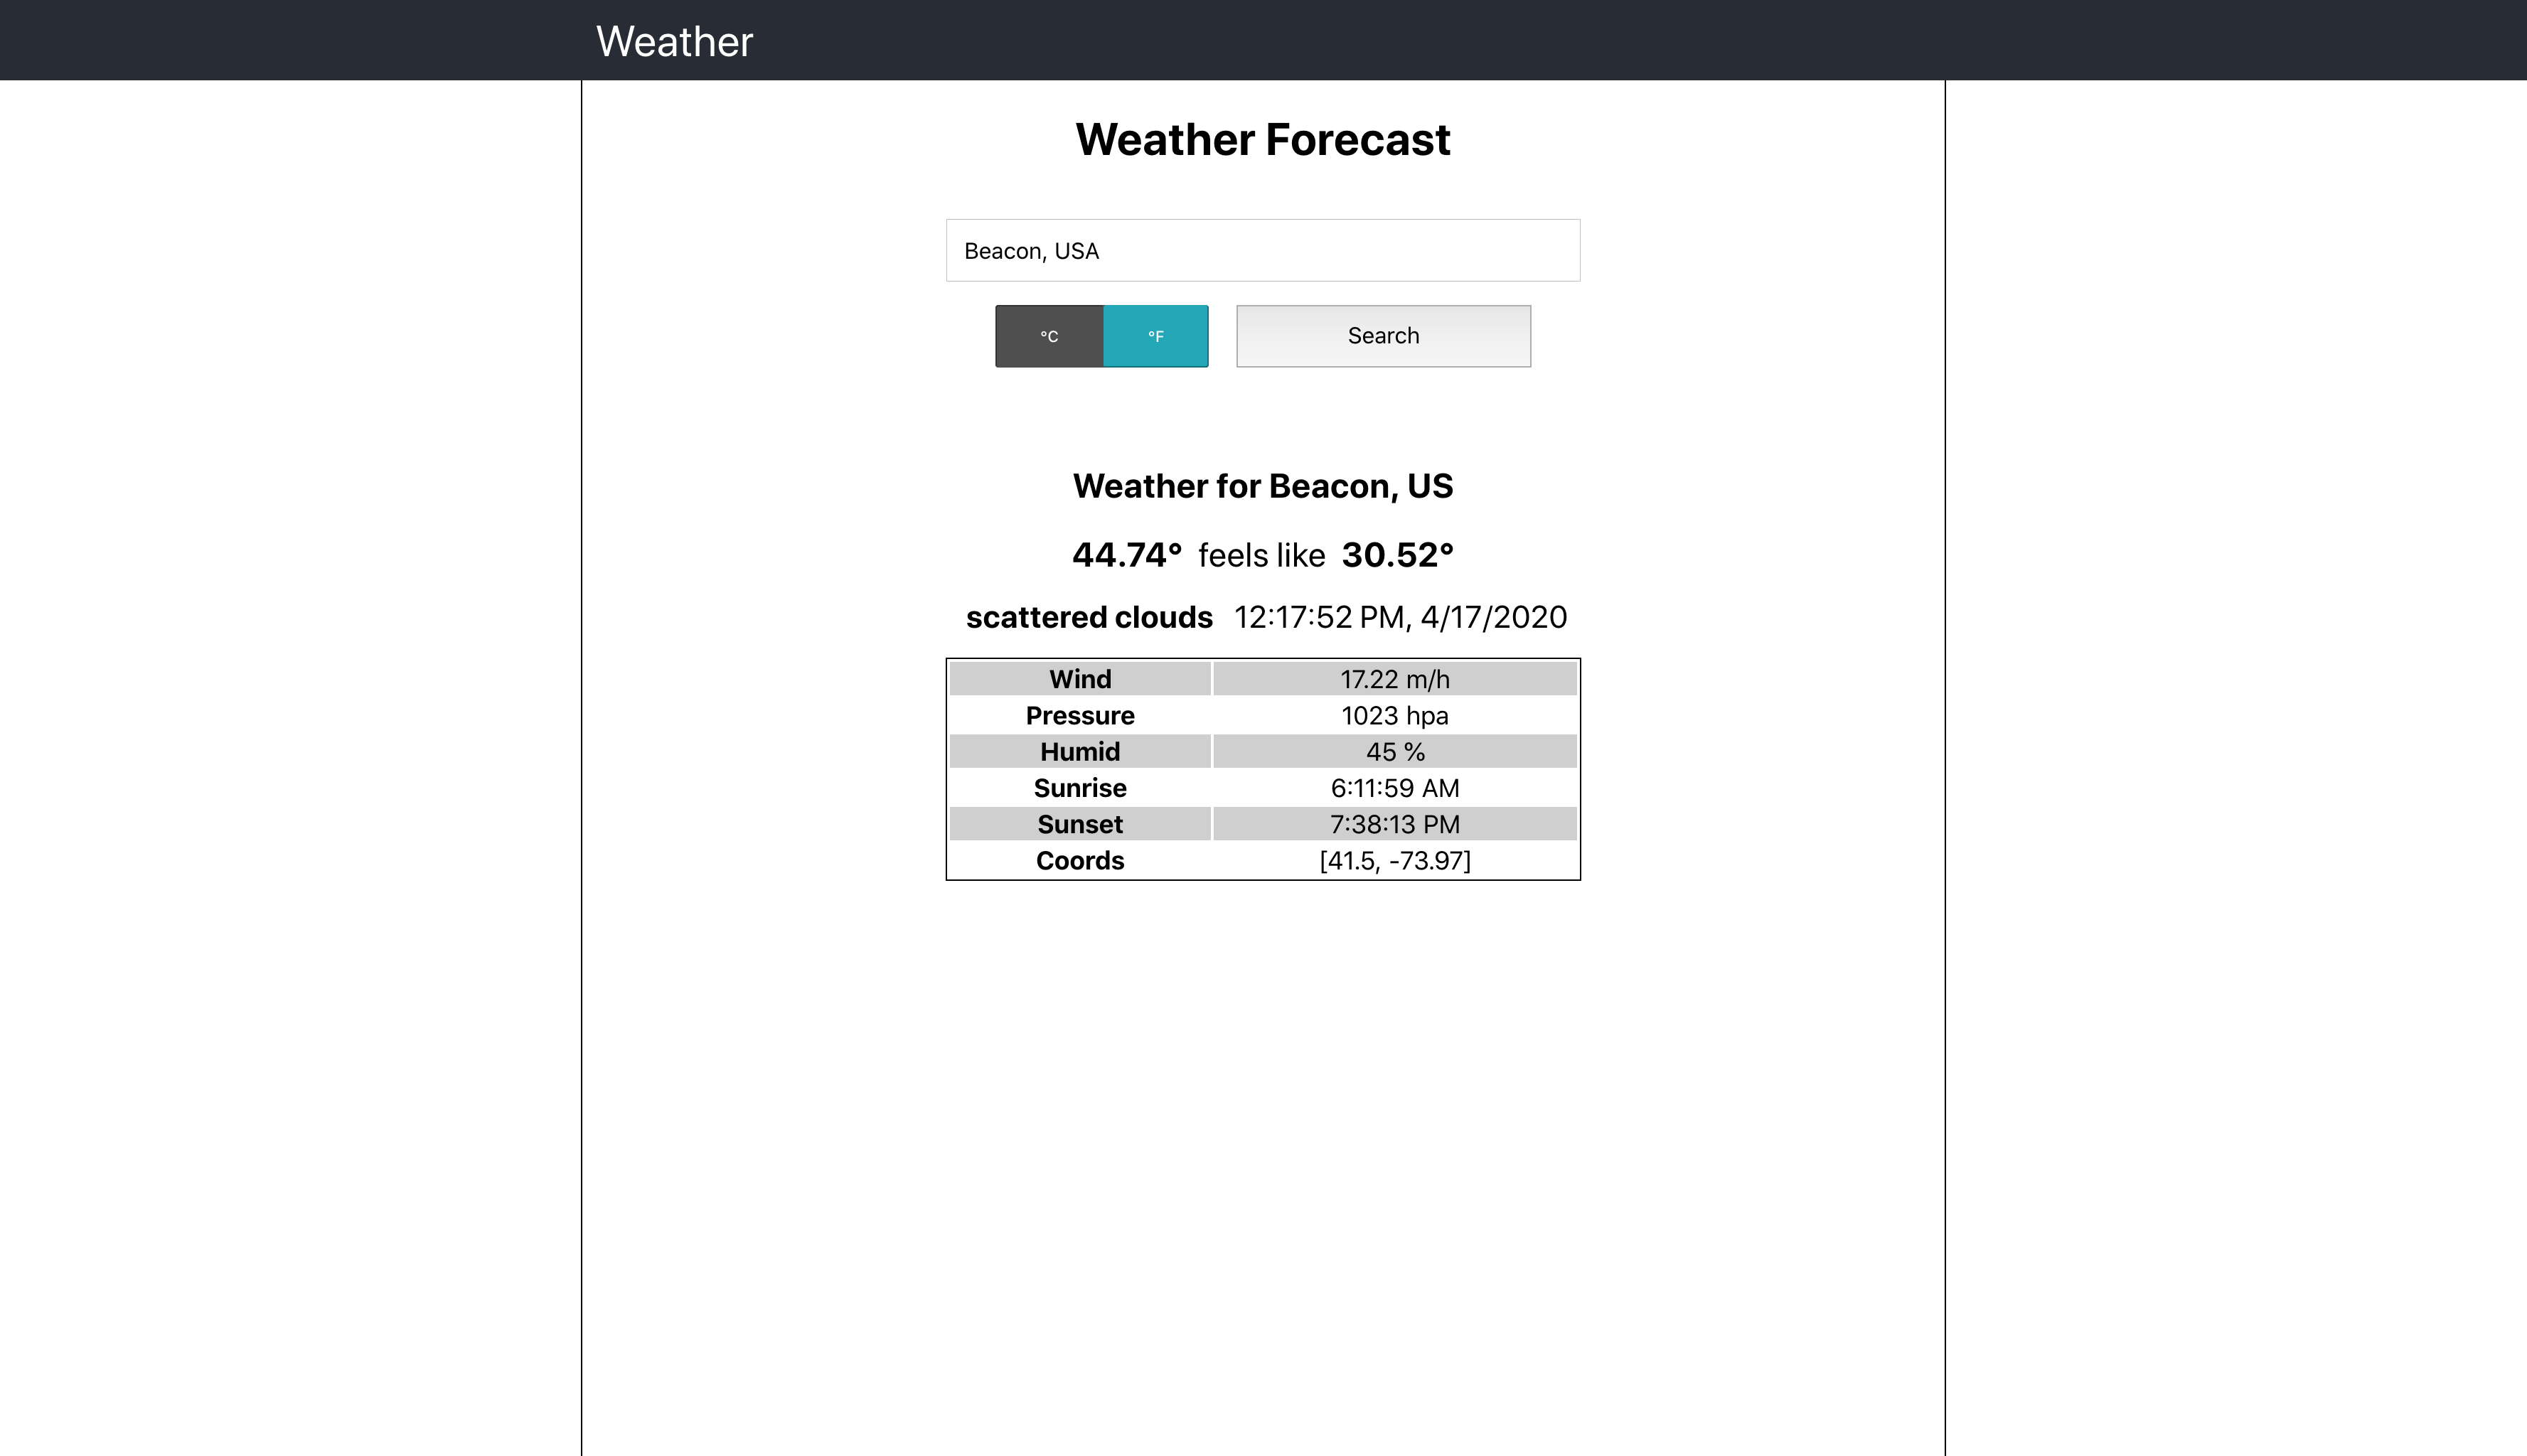 Weather
Weather Forecast
Beacon, USA
°C °F Search
Weather for Beacon, US
44.74° feels like 30.52°
scattered clouds 12:17:52 PM, 4/17/2020
Wind 17.22 m/h
Pressure 1023 hpa
Humid 45 %
Sunrise 6:11:59 AM
Sunset 7:38:13 PM
Coords [41.5, -73.97]